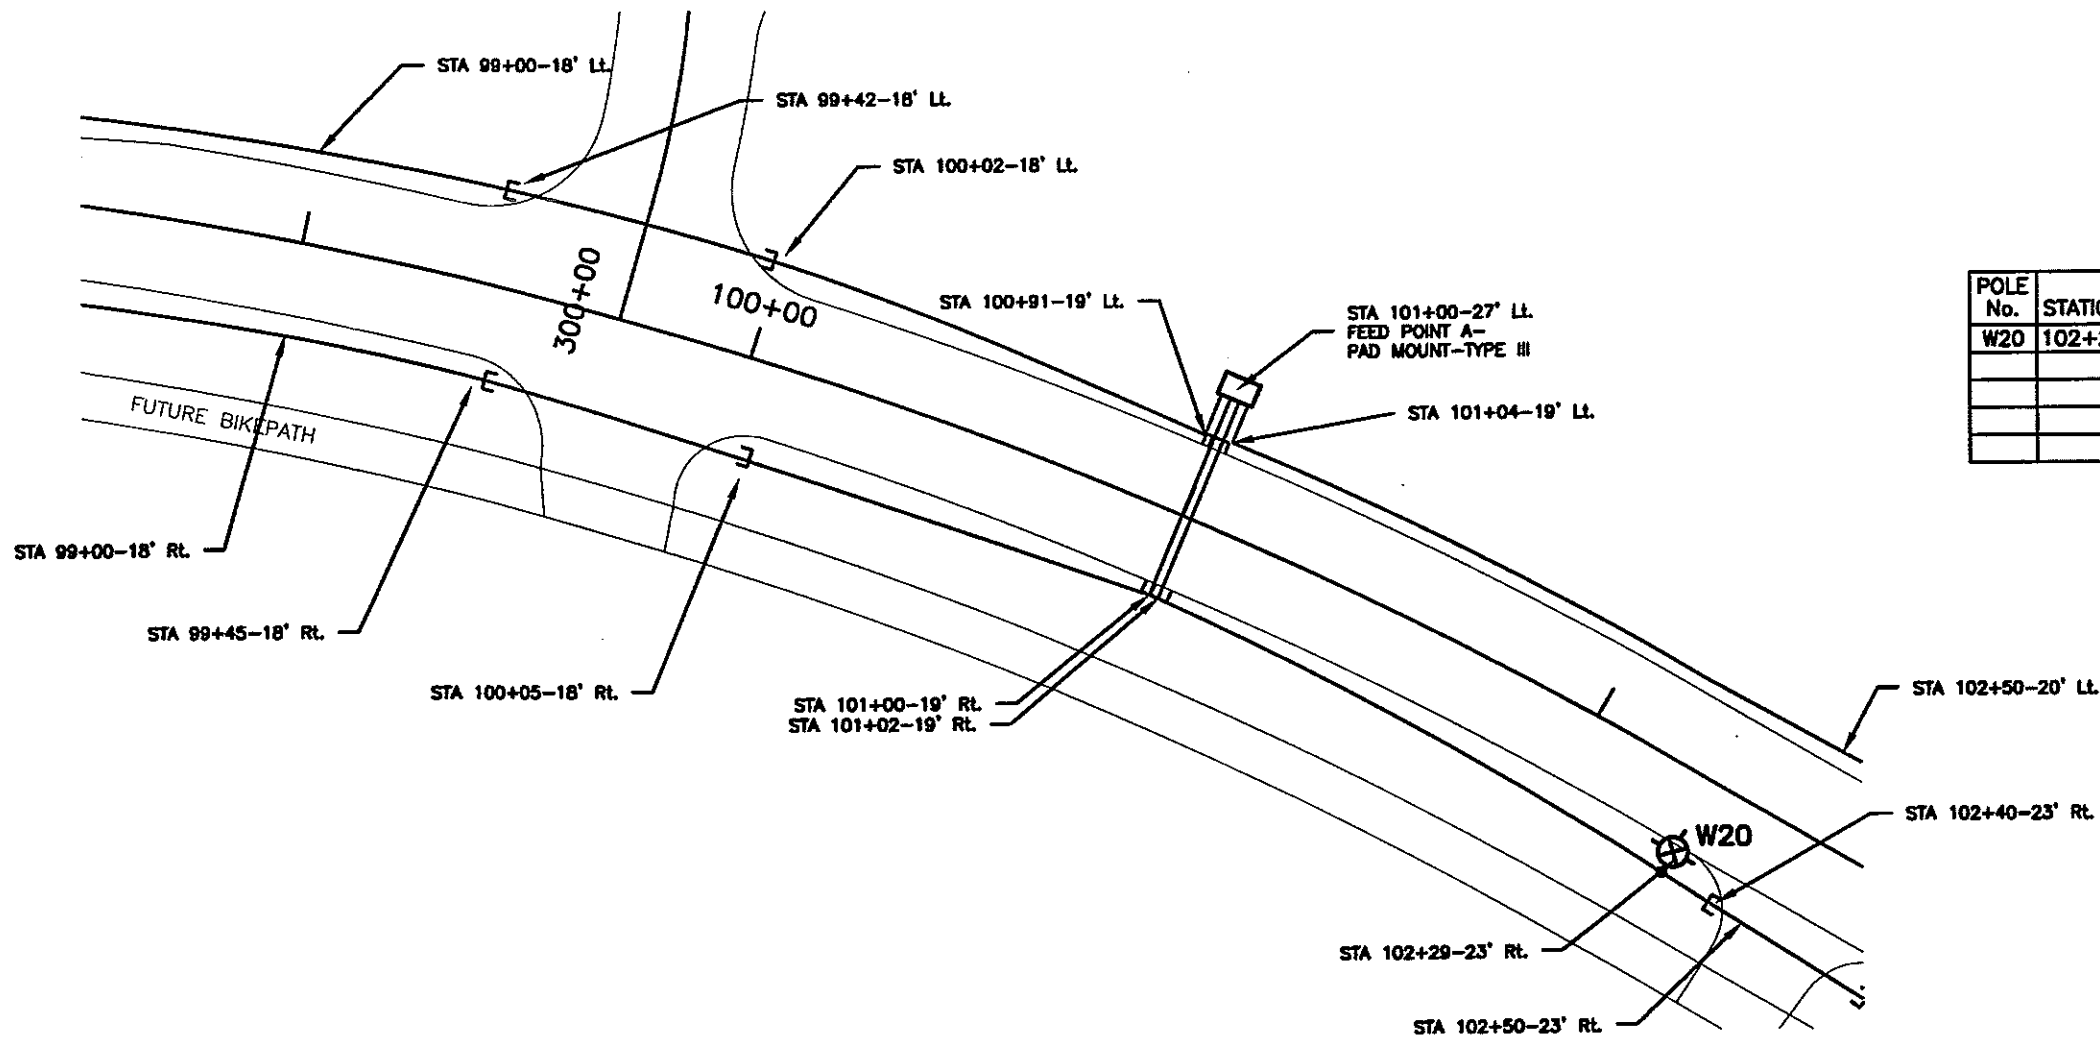 STA 99+00-18' Lt.
STA 99+42-18' Lt.
STA 100+02-18' Lt.
300+00
100+00
STA 100+91-19' Lt.
STA 101+00-27' Lt.
FEED POINT A-
PAD MOUNT-TYPE III
POLE
No.
W20 102+
STA 101+04-19' Lt.
FUTURE BIKEPATH
STA 99+00-18' Rt.
STA 99+45-18' Rt.
STA 100+05-18' Rt.
STA 101+00-19' Rt.
STA 101+02-19' Rt.
STA 102+50-20' Lt.
STA 102+40-23' Rt.
W20
STA 102+29-23' Rt.
STA 102+50-23' Rt.